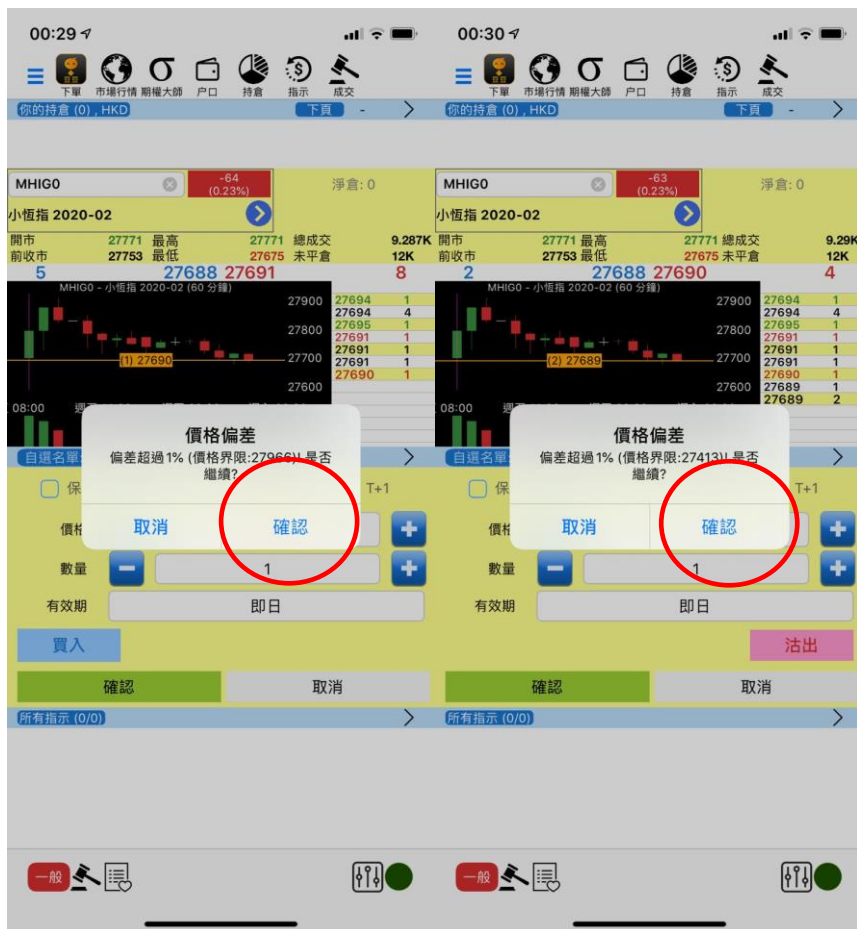 00:29
下單 市場行情 期權大師 户口 持倉 指示 成交
你的持倉 (0) , HKD 下頁 -
MHIG0 -64 (0.23%) 淨倉: 0
小恆指 2020-02
開市 27771 最高 27771 總成交 9.287K
前收市 27753 最低 27675 未平倉 12K
5 27688 27691 8
MHIG0 - 小恆指 2020-02 (60 分鐘)
27900
27800
27700
27600
(1) 27690
27694 1
27694 4
27695 1
27691 1
27691 1
27691 1
27690 1
08:00
價格偏差
偏差超過1% (價格界限:27966)! 是否
繼續?
取消 確認
自選名單
保 T+1
價格
數量 1
有效期 即日
買入
確認 取消
所有指示 (0/0)
一般
00:30
下單 市場行情 期權大師 户口 持倉 指示 成交
你的持倉 (0) , HKD 下頁 -
MHIG0 -63 (0.23%) 淨倉: 0
小恆指 2020-02
開市 27771 最高 27771 總成交 9.29K
前收市 27753 最低 27675 未平倉 12K
2 27688 27690 4
MHIG0 - 小恆指 2020-02 (60 分鐘)
27900
27800
27700
27600
(2) 27689
27694 1
27694 4
27695 1
27691 1
27691 1
27691 1
27690 1
27689 1
27689 2
08:00
價格偏差
偏差超過1% (價格界限:27413)! 是否
繼續?
取消 確認
自選名單
保 T+1
價格
數量 1
有效期 即日
沽出
確認 取消
所有指示 (0/0)
一般